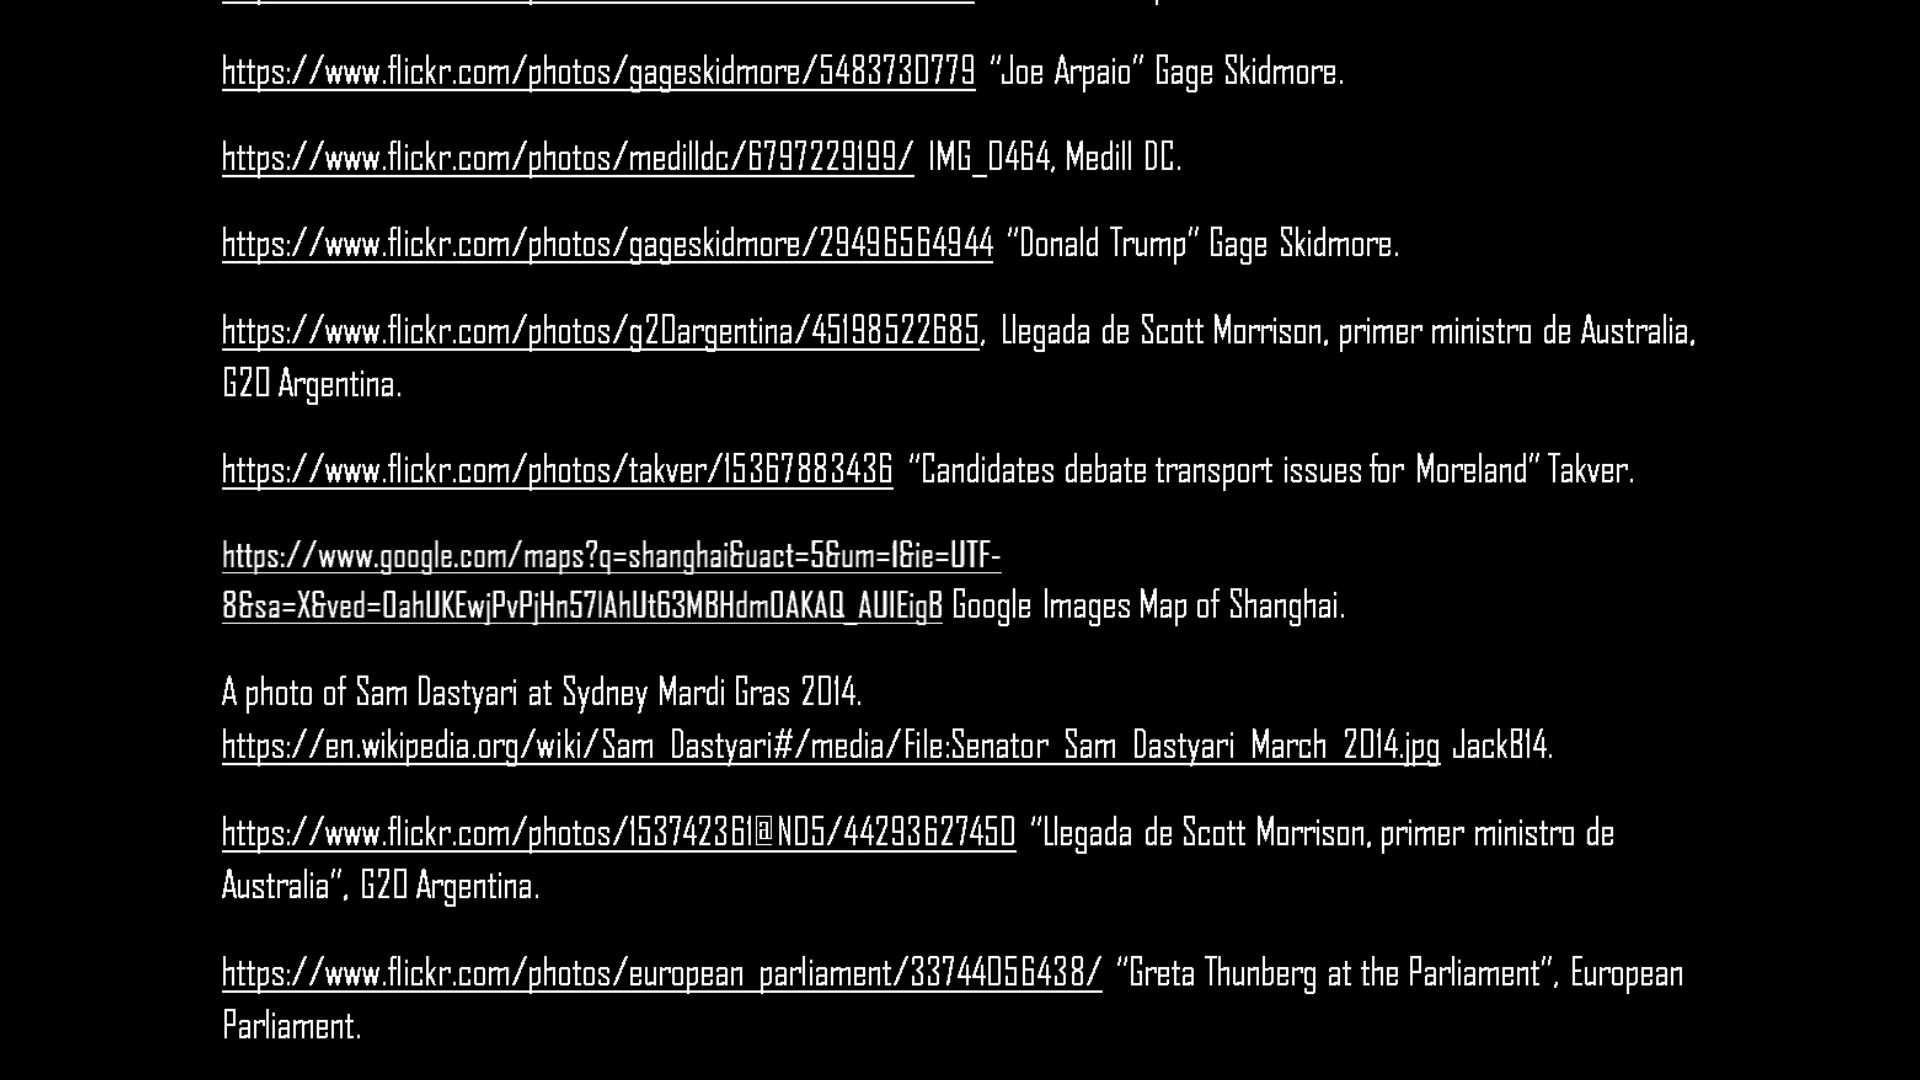 https://www.flickr.com/photos/gageskidmore/5483730779 "Joe Arpaio" Gage Skidmore.
https://www.flickr.com/photos/medilldc/6797229199/ IMG_0464, Medill DC.
https://www.flickr.com/photos/gageskidmore/29496564944 "Donald Trump" Gage Skidmore.
https://www.flickr.com/photos/g20argentina/45198522685, Llegada de Scott Morrison, primer ministro de Australia,
G20 Argentina.
https://www.flickr.com/photos/takver/15367883436 "Candidates debate transport issues for Moreland" Takver.
https://www.google.com/maps?q=shanghai&uact=5&um=1&ie=UTF-
8&sa=X&ved=0ahUKEwjPvPjHn57lAhUt63MBHdm0AKAQ_AUIEigB Google Images Map of Shanghai.
A photo of Sam Dastyari at Sydney Mardi Gras 2014.
https://en.wikipedia.org/wiki/Sam_Dastyari#/media/File:Senator_Sam_Dastyari_March_2014.jpg JackB14.
https://www.flickr.com/photos/153742361@N05/44293627450 "Llegada de Scott Morrison, primer ministro de
Australia", G20 Argentina.
https://www.flickr.com/photos/european_parliament/33744056438/ "Greta Thunberg at the Parliament", European
Parliament.